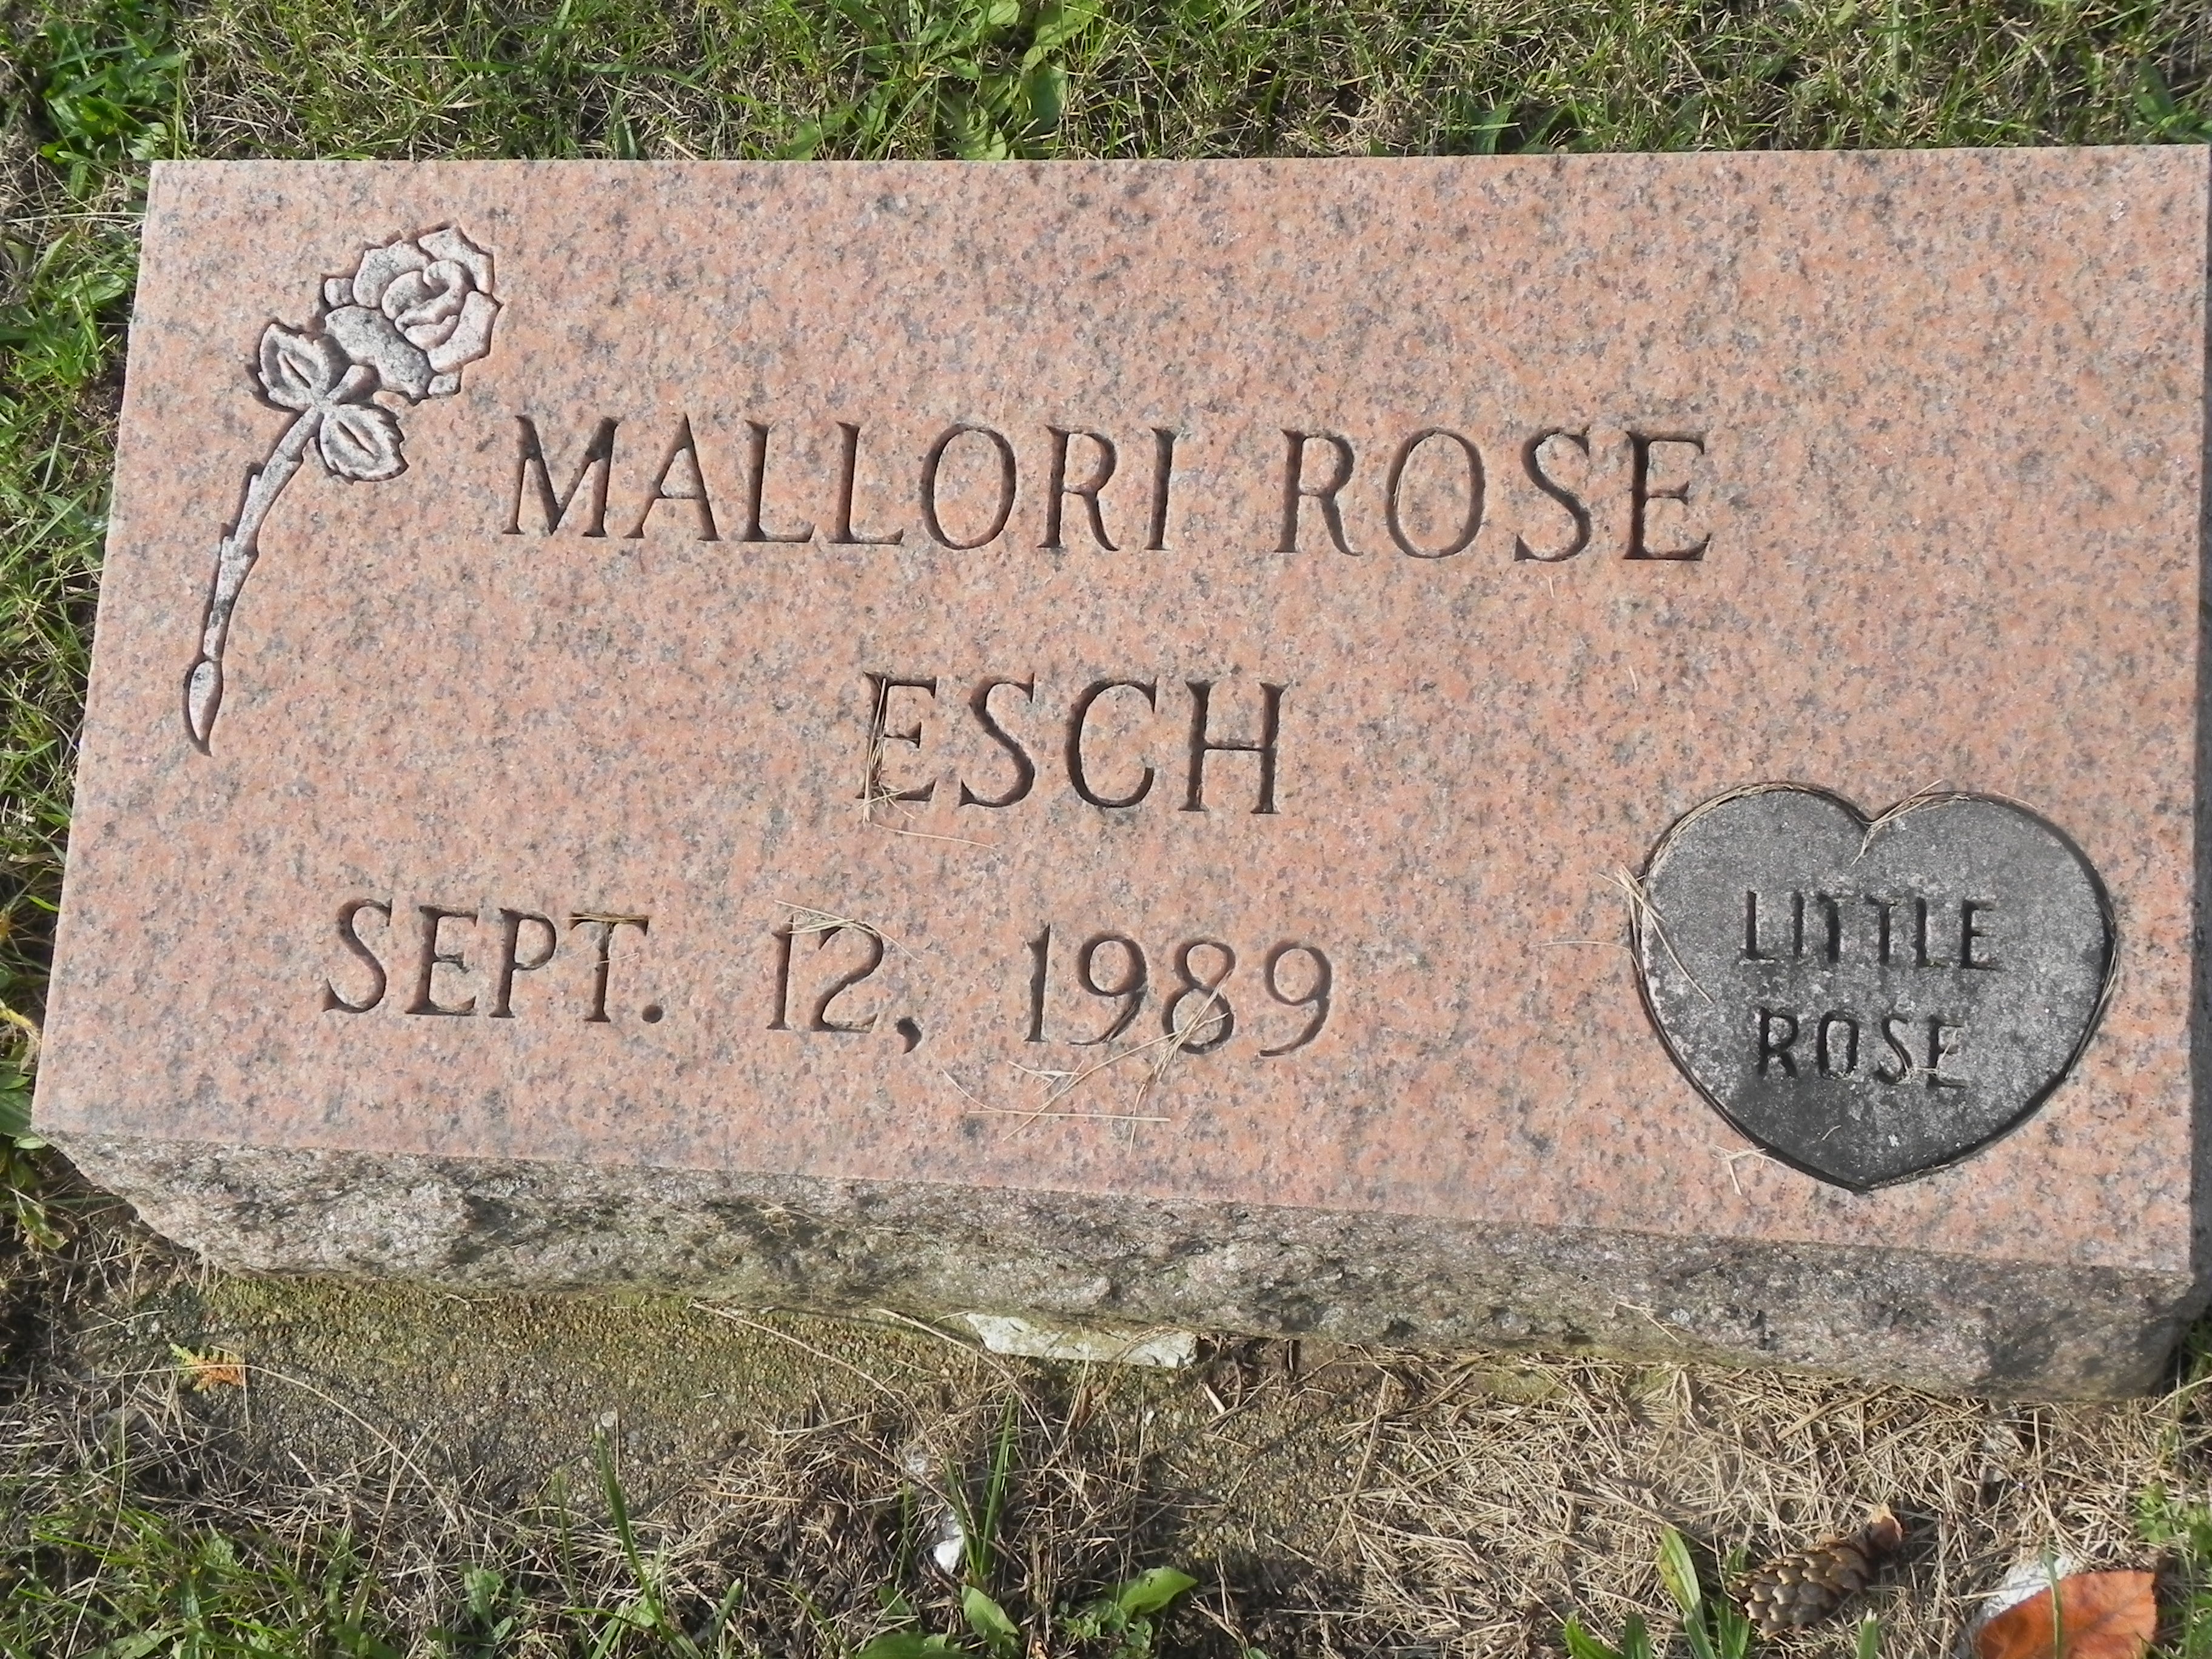 MALLORI ROSE
ESCH
SEPT. 12, 1989
LITTLE
ROSE